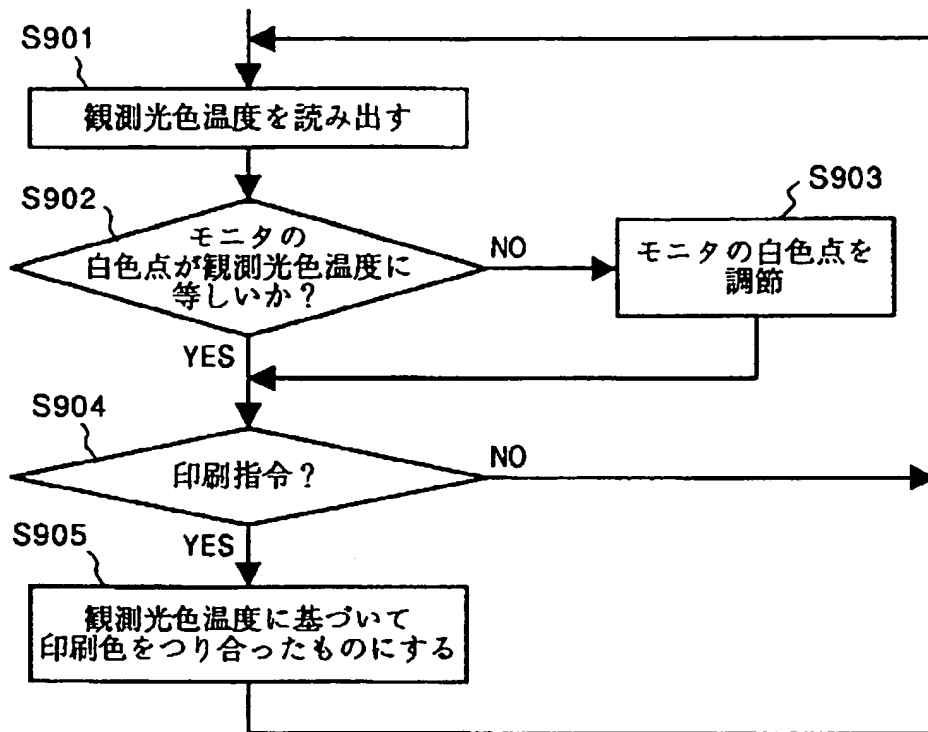 S901
観測光色温度を読み出す
S902
モニタの
白色点が観測光色温度に
等しいか？
NO
S903
モニタの白色点を
調節
YES
S904
印刷指令？
NO
YES
S905
観測光色温度に基づいて
印刷色をつり合ったものにする